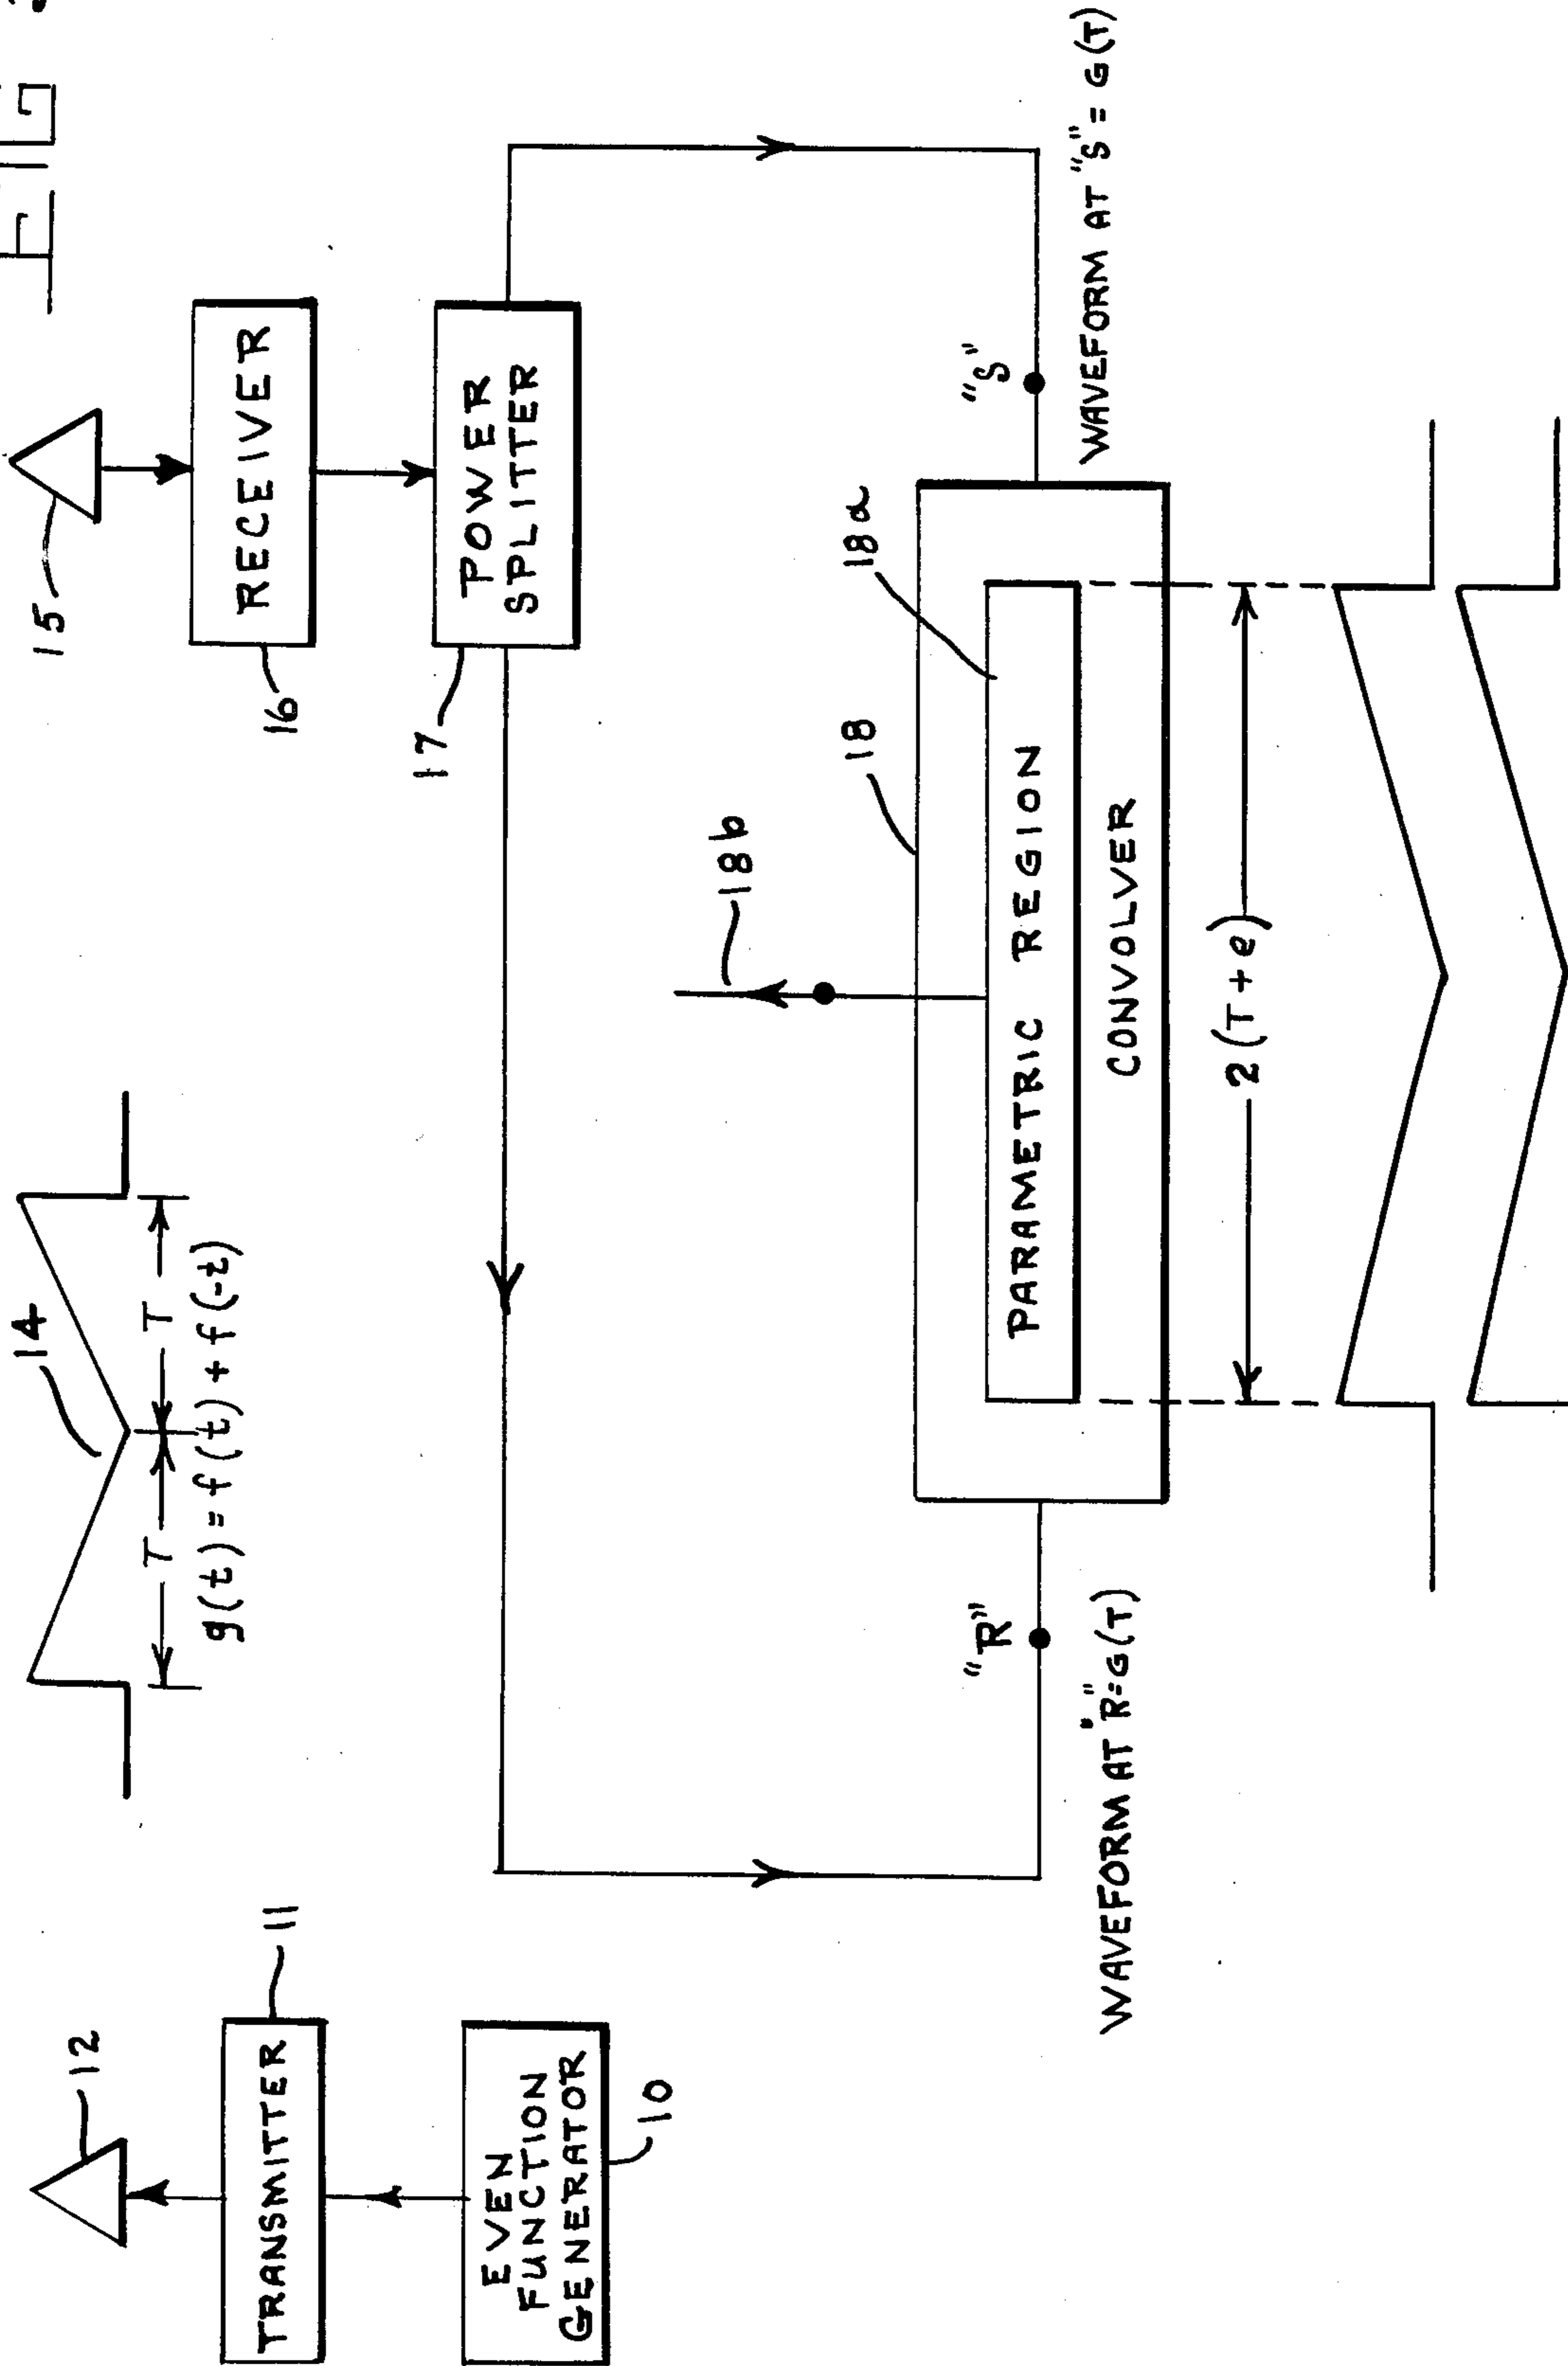 FIG
12
TRANSMITTER
11
EVEN
FUNCTION
GENERATOR
10
14
T
T
g(t) = f(t) + f(-t)
15
RECEIVER
16
POWER
SPLITTER
17
18b
18
18a
PARAMETRIC REGION
CONVOLVER
"R"
WAVEFORM AT "R" = G(T)
"S"
WAVEFORM AT "S" = G(T)
2(T+e)